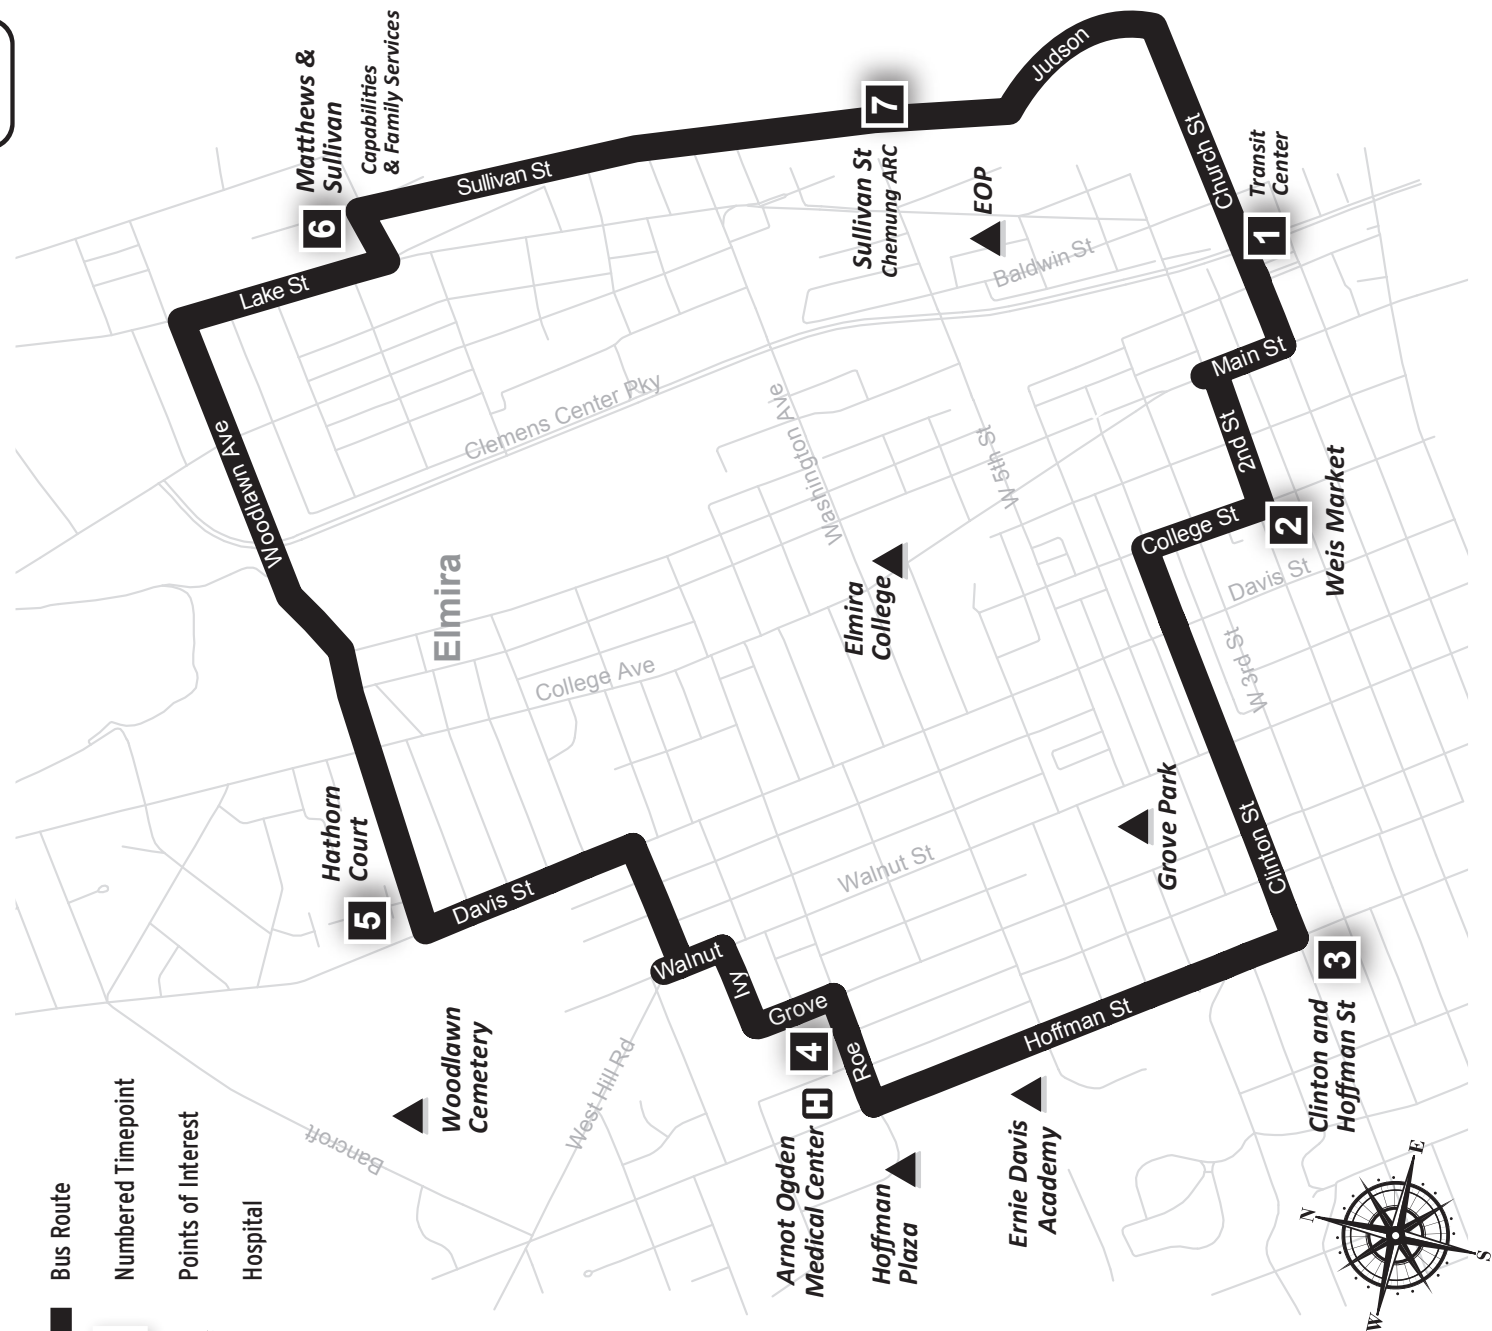 Bus Route
Numbered Timepoint
Points of Interest
Hospital
Bancroft
Woodlawn
Cemetery
West Hill Rd
Arnot Ogden
Medical Center H
Hoffman
Plaza
Ernie Davis
Academy
Clinton and
Hoffman St
3
N
E
S
W
Hathorn
Court
5
Davis St
Walnut
Ivy
Grove
4
Roe
Hoffman St
Walnut St
Grove Park
Clinton St
Elmira
College Ave
Elmira
College
W 3rd St
Davis St
Weis Market
2
College St
2nd St
Main St
Woodlawn Ave
Clemens Center Pky
Washington Ave
W 5th St
Lake St
6
Matthews &
Sullivan
Capabilities
& Family Services
Sullivan St
7
Sullivan St
Chemung ARC
EOP
Baldwin St
Judson
Church St
1
Transit
Center